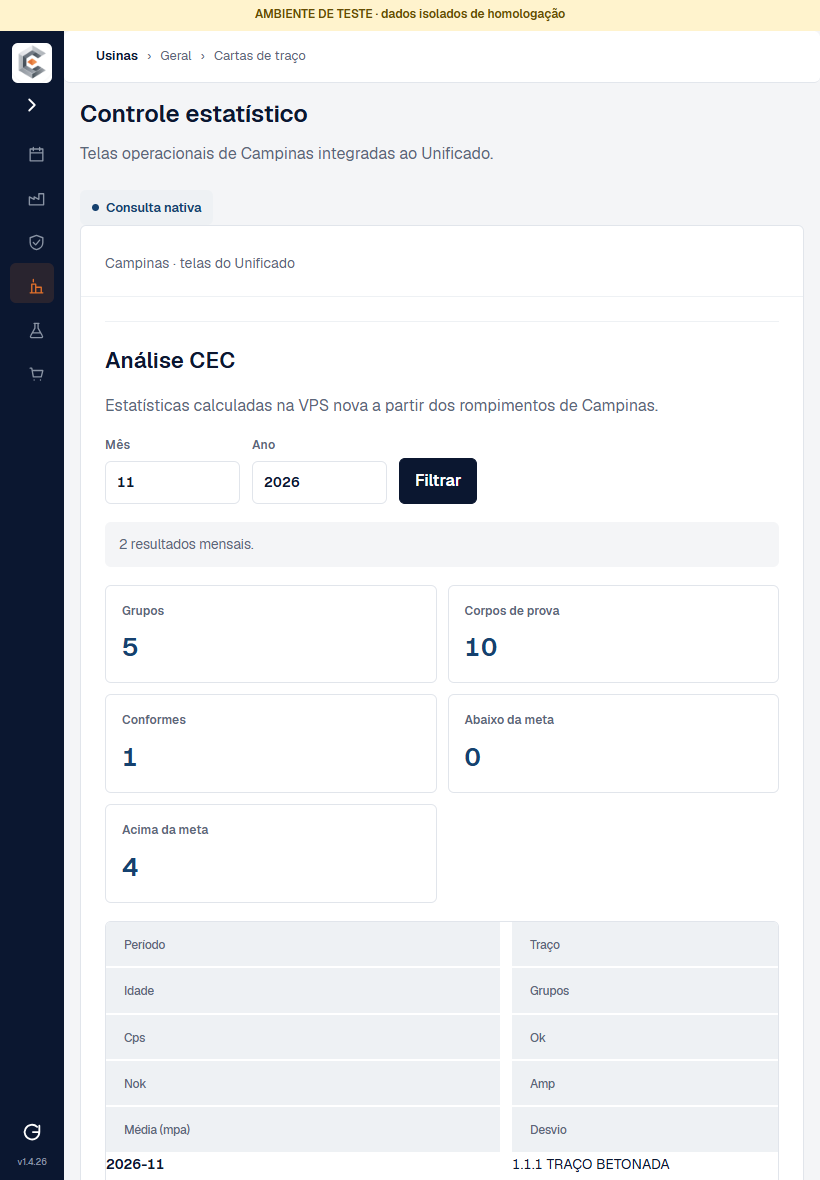 AMBIENTE DE TESTE · dados isolados de homologação
Usinas › Geral › Cartas de traço
Controle estatístico
Telas operacionais de Campinas integradas ao Unificado.
Consulta nativa
Campinas · telas do Unificado
Análise CEC
Estatísticas calculadas na VPS nova a partir dos rompimentos de Campinas.
Mês
Ano
11
2026
Filtrar
2 resultados mensais.
Grupos
5
Corpos de prova
10
Conformes
1
Abaixo da meta
0
Acima da meta
4
Período
Traço
Idade
Grupos
Cps
Ok
Nok
Amp
Média (mpa)
Desvio
2026-11
1.1.1 TRAÇO BETONADA
v1.4.26